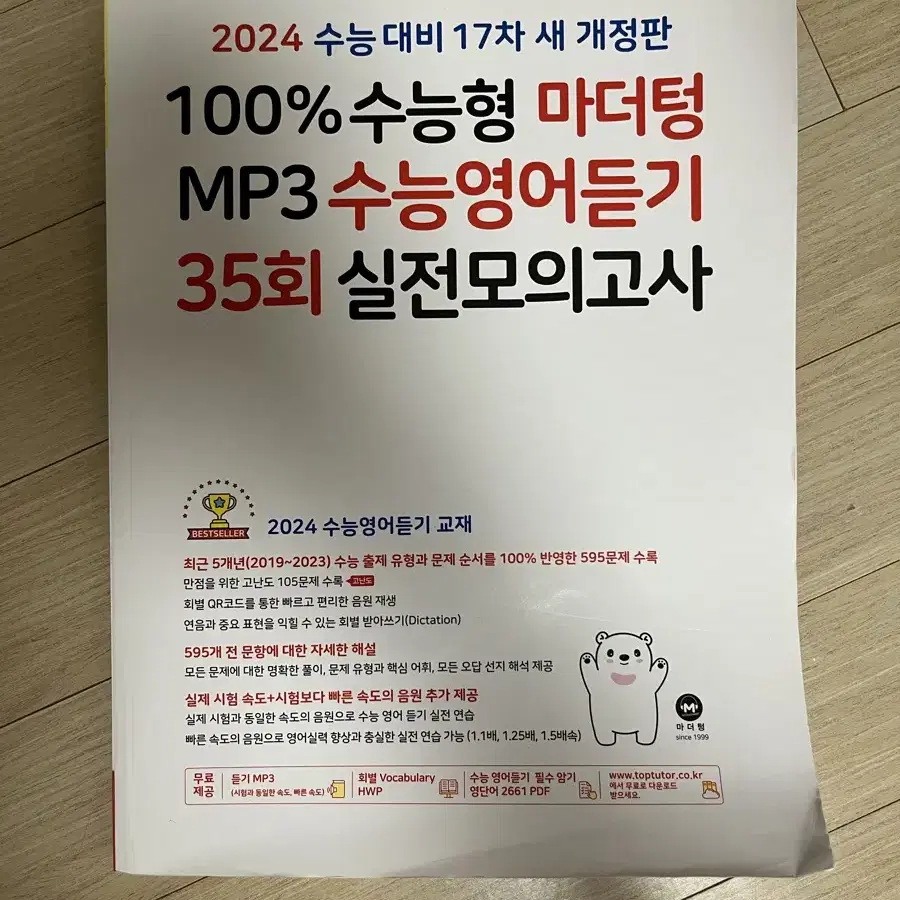 2024 수능대비 17차 새 개정판
100% 수능형 마더텅
MP3 수능영어듣기
35회 실전모의고사
BESTSELLER
2024 수능영어듣기 교재
최근 5개년(2019~2023) 수능 출제 유형과 문제 순서를 100% 반영한 595문제 수록
만점을 위한 고난도 105문제 수록 고난도
회별 QR코드를 통한 빠르고 편리한 음원 재생
연음과 중요 표현을 익힐 수 있는 회별 받아쓰기(Dictation)
595개 전 문항에 대한 자세한 해설
모든 문제에 대한 명확한 풀이, 문제 유형과 핵심 어휘, 모든 오답 선지 해석 제공
실제 시험 속도+시험보다 빠른 속도의 음원 추가 제공
실제 시험과 동일한 속도의 음원으로 수능 영어 듣기 실전 연습
빠른 속도의 음원으로 영어실력 향상과 충실한 실전 연습 가능 (1.1배, 1.25배, 1.5배속)
M
마더텅
since 1999
무료
제공
듣기 MP3
(시험과 동일한 속도, 빠른 속도)
회별 Vocabulary
HWP
수능 영어듣기 필수 암기
영단어 2661 PDF
www.toptutor.co.kr
에서 무료로 다운로드
받으세요.